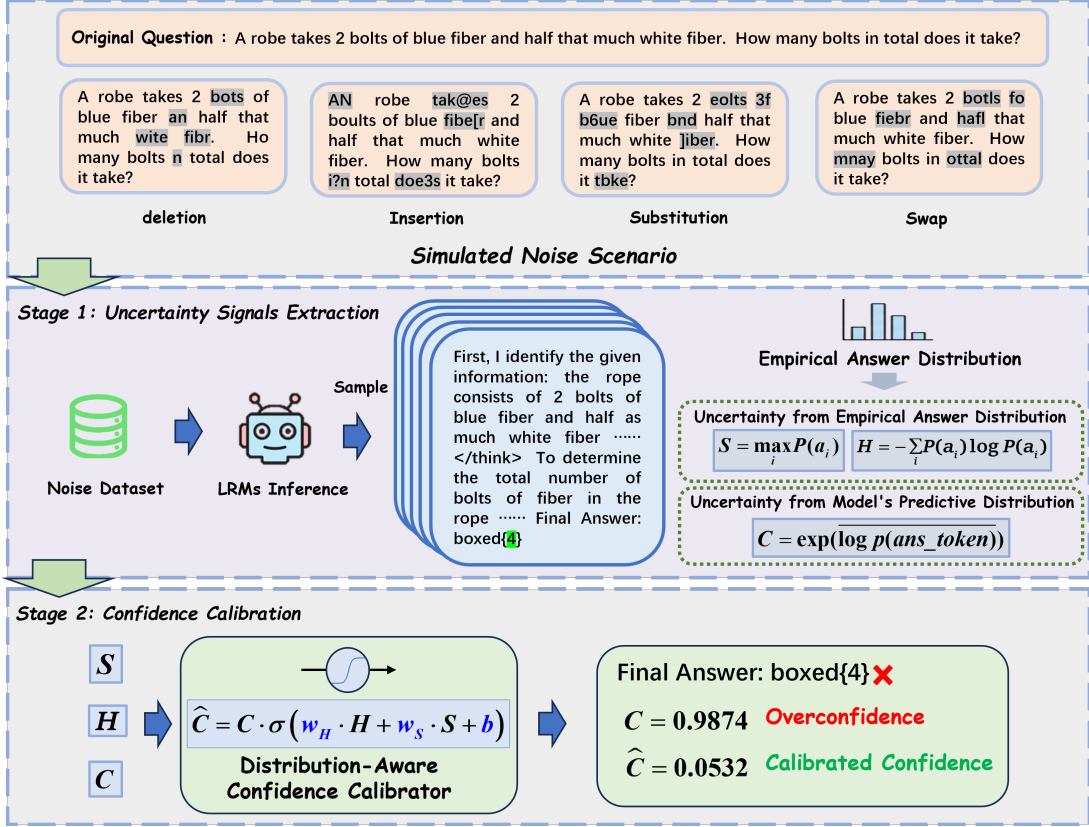 Original Question : A robe takes 2 bolts of blue fiber and half that much white fiber. How many bolts in total does it take?
A robe takes 2 bots of
blue fiber an half that
much wite fibr. Ho
many bolts n total does
it take?
deletion
AN robe tak@es 2
boults of blue fibe[r and
half that much white
fiber. How many bolts
i?n total doe3s it take?
Insertion
A robe takes 2 eolts 3f
b6ue fiber bnd half that
much white ]iber. How
many bolts in total does
it tbke?
Substitution
A robe takes 2 botls fo
blue fiebr and hafl that
much white fiber. How
mnay bolts in ottal does
it take?
Swap
Simulated Noise Scenario
Stage 1: Uncertainty Signals Extraction
Noise Dataset
LRMs Inference
Sample
First, I identify the given
information: the rope
consists of 2 bolts of
blue fiber and half as
much white fiber ······
</think> To determine
the total number of
bolts of fiber in the
rope ······ Final Answer:
boxed{4}
Empirical Answer Distribution
Uncertainty from Empirical Answer Distribution
S = max_i P(a_i)
H = −∑_i P(a_i) log P(a_i)
Uncertainty from Model's Predictive Distribution
C = exp(\overline{log p(ans_token)})
Stage 2: Confidence Calibration
S
H
C
Ĉ = C · σ(w_H · H + w_S · S + b)
Distribution-Aware
Confidence Calibrator
Final Answer: boxed{4}
C = 0.9874 Overconfidence
Ĉ = 0.0532 Calibrated Confidence